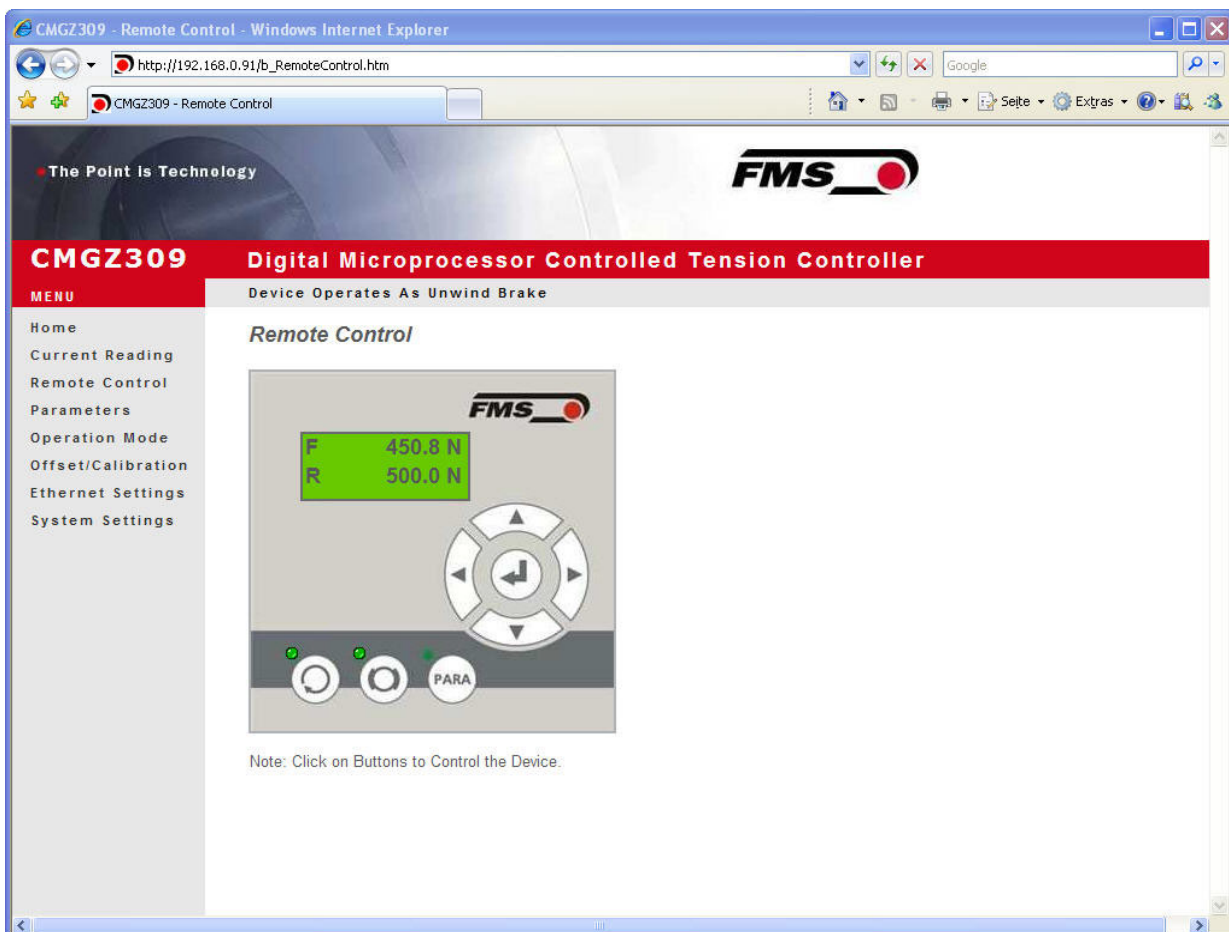 CMGZ309 - Remote Control - Windows Internet Explorer
http://192.168.0.91/b_RemoteControl.htm
Google
CMGZ309 - Remote Control
Seite
Extras
The Point is Technology
FMS
CMGZ309
Digital Microprocessor Controlled Tension Controller
MENU
Device Operates As Unwind Brake
Home
Current Reading
Remote Control
Parameters
Operation Mode
Offset/Calibration
Ethernet Settings
System Settings
Remote Control
FMS
F 450.8 N
R 500.0 N
PARA
Note: Click on Buttons to Control the Device.